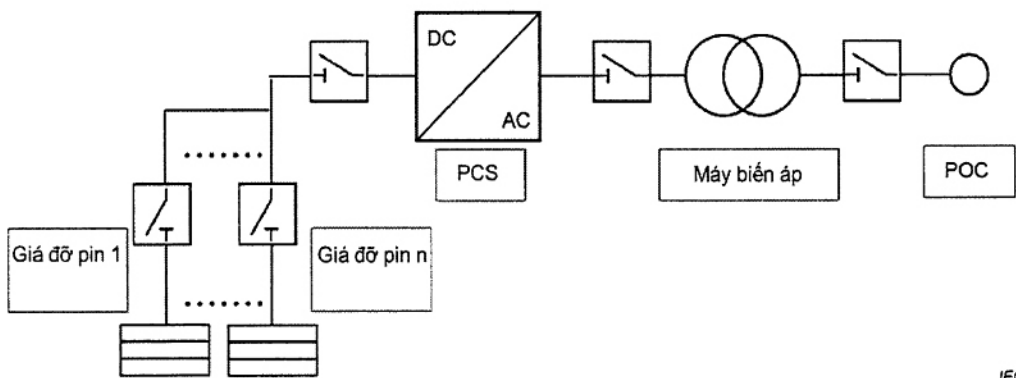 DC
AC
PCS
Máy biến áp
POC
Giá đỡ pin 1
Giá đỡ pin n